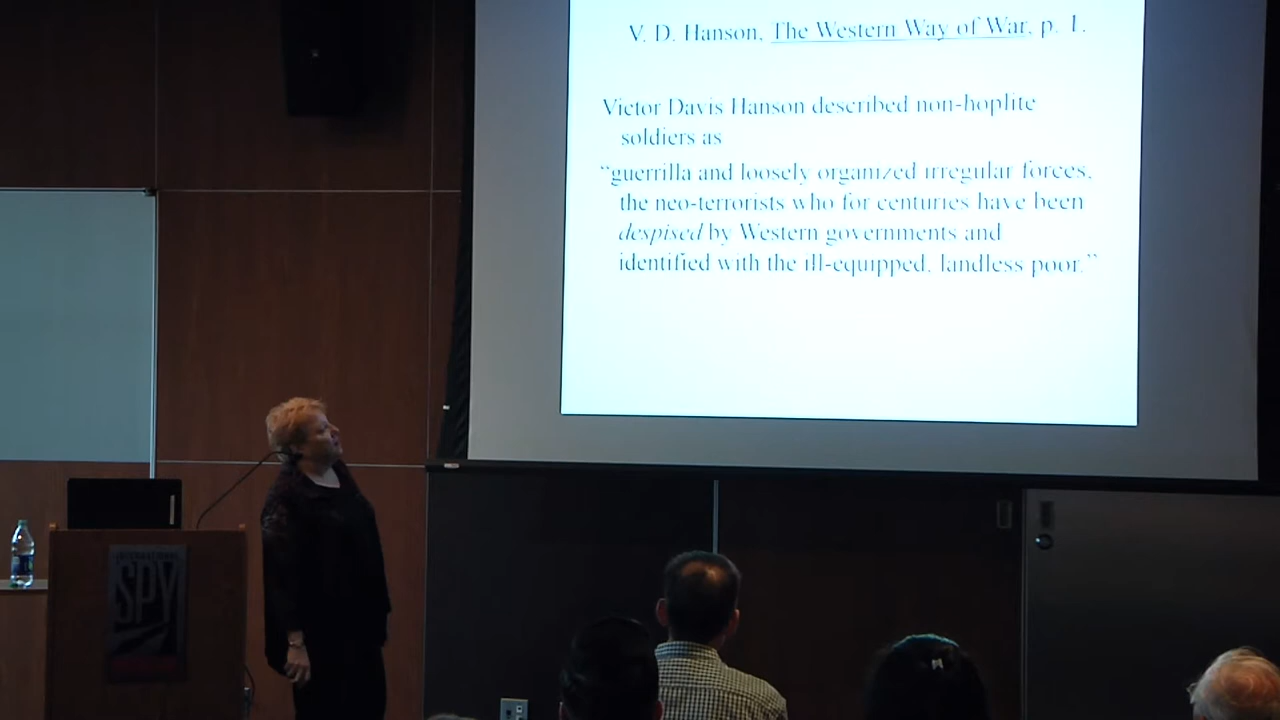 V. D. Hanson, The Western Way of War, p. 1.
Victor Davis Hanson described non-hoplite
soldiers as
“guerrilla and loosely organized irregular forces,
the neo-terrorists who for centuries have been
despised by Western governments and
identified with the ill-equipped, landless poor.”
INTERNATIONAL
SPY